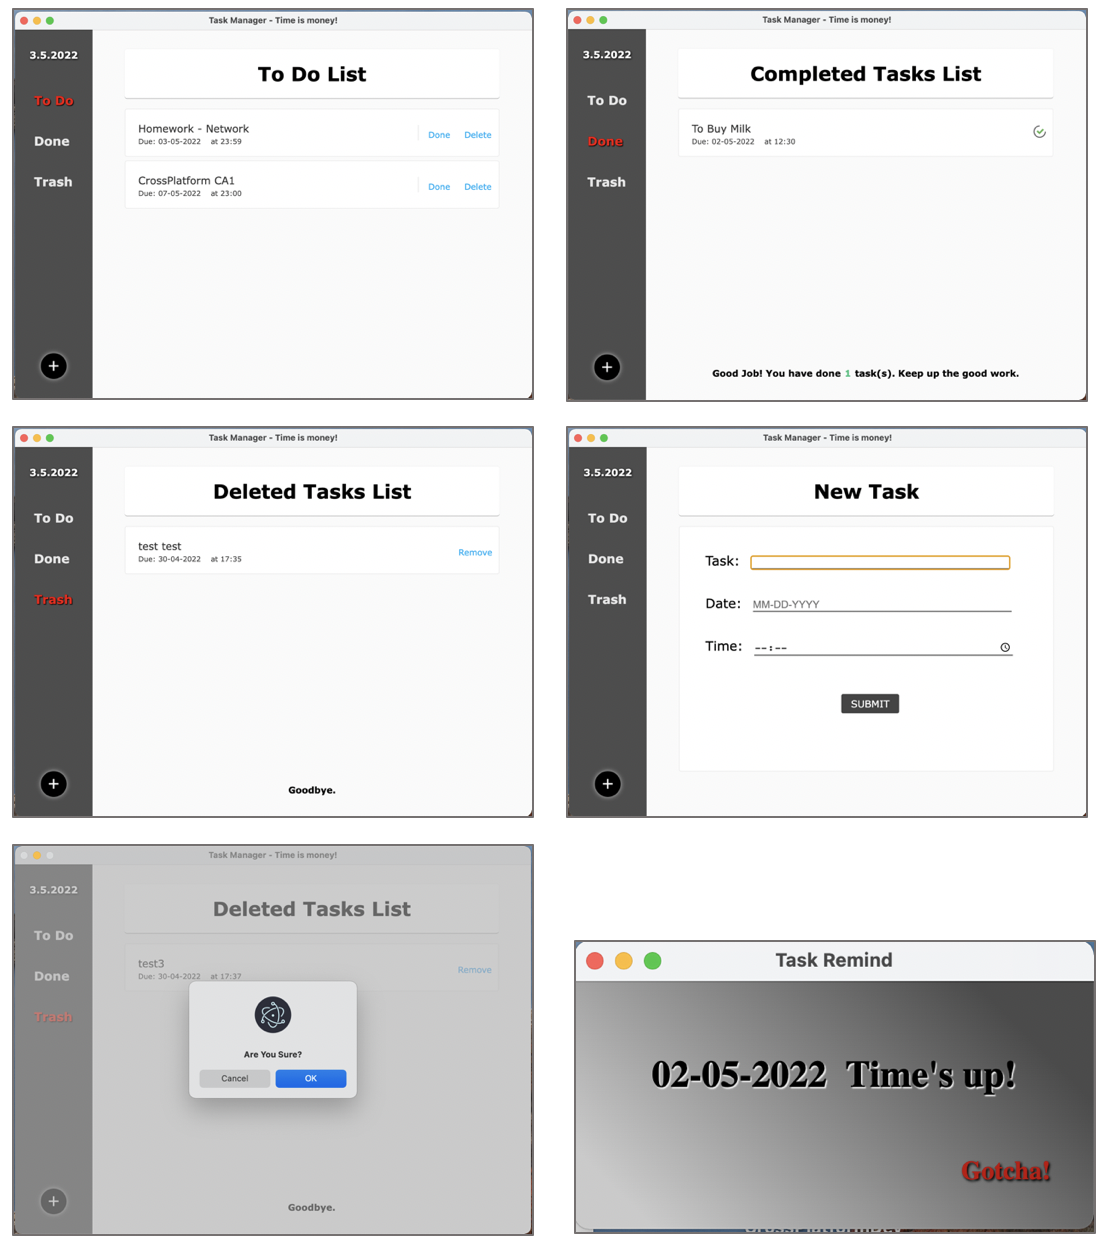 Task Manager - Time is money!
3.5.2022
To Do
Done
Trash
+
To Do List
Homework - Network
Due: 03-05-2022 at 23:59
Done Delete
CrossPlatform CA1
Due: 07-05-2022 at 23:00
Done Delete
Task Manager - Time is money!
3.5.2022
To Do
Done
Trash
+
Completed Tasks List
To Buy Milk
Due: 02-05-2022 at 12:30
Good Job! You have done 1 task(s). Keep up the good work.
Task Manager - Time is money!
3.5.2022
To Do
Done
Trash
+
Deleted Tasks List
test test
Due: 30-04-2022 at 17:35
Remove
Goodbye.
Task Manager - Time is money!
3.5.2022
To Do
Done
Trash
+
New Task
Task:
Date: MM-DD-YYYY
Time: --:--
SUBMIT
Task Manager - Time is money!
3.5.2022
To Do
Done
Trash
+
Deleted Tasks List
test3
Due: 30-04-2022 at 17:37
Remove
Are You Sure?
Cancel OK
Goodbye.
Task Remind
02-05-2022 Time's up!
Gotcha!